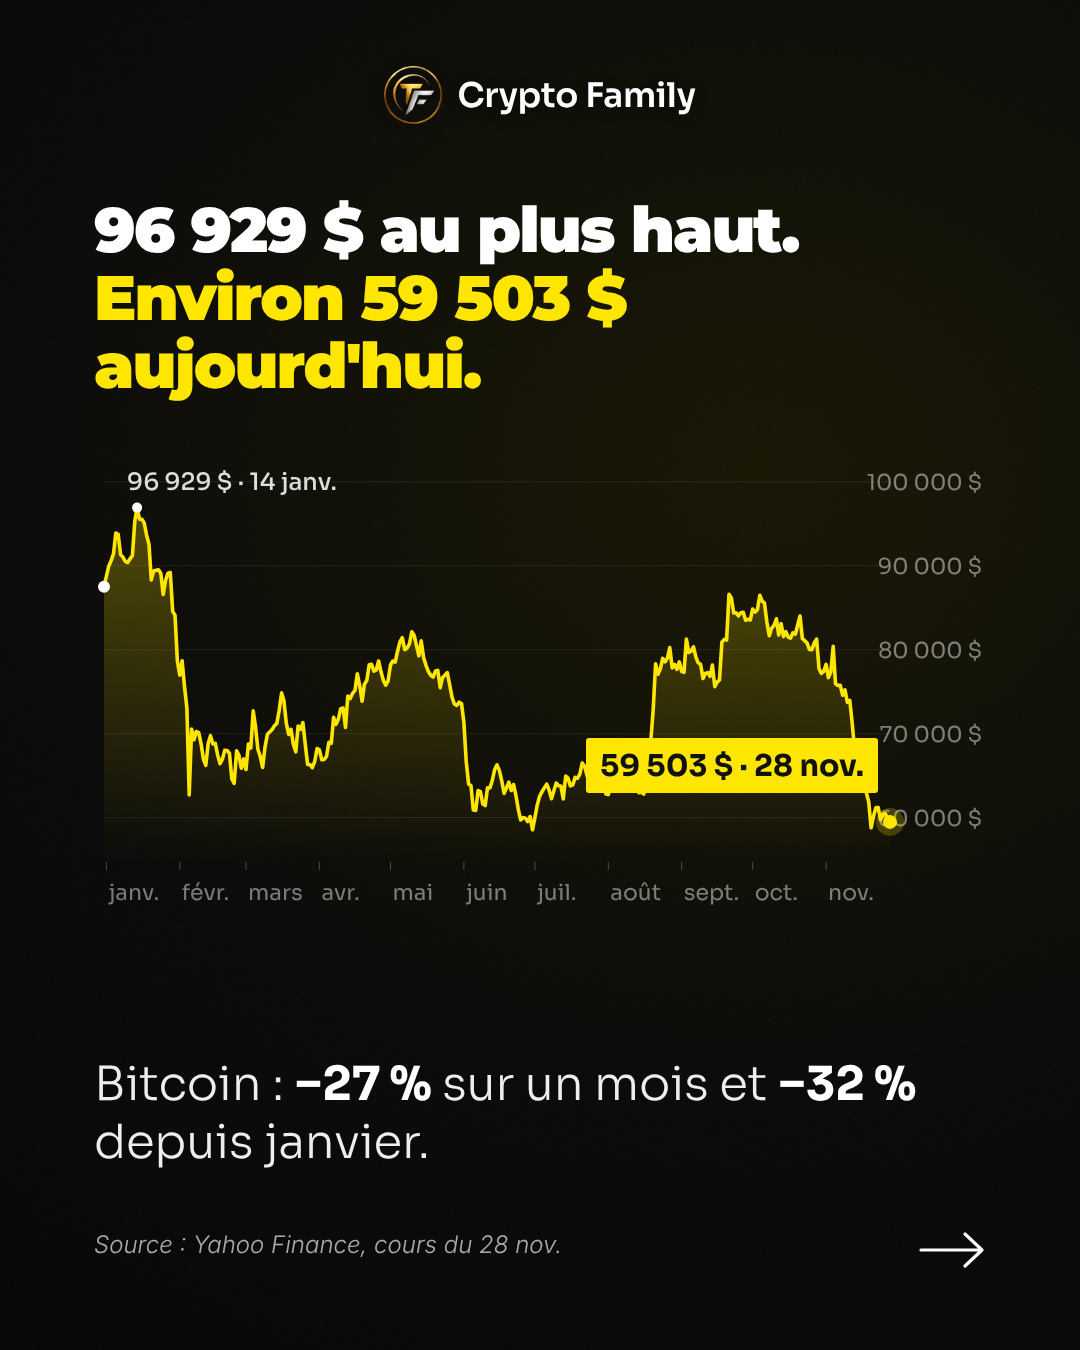 TF Crypto Family
96 929 $ au plus haut.
Environ 59 503 $
aujourd'hui.
96 929 $ · 14 janv.
100 000 $
90 000 $
80 000 $
70 000 $
59 503 $ · 28 nov.
0 000 $
janv. févr. mars avr. mai juin juil. août sept. oct. nov.
Bitcoin : –27 % sur un mois et –32 %
depuis janvier.
Source : Yahoo Finance, cours du 28 nov.